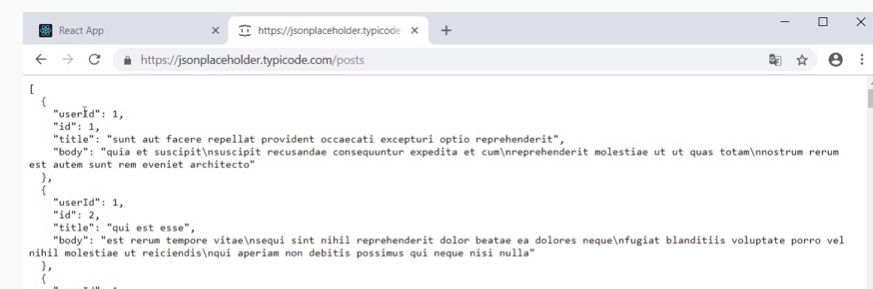 React App
https://jsonplaceholder.typicode
https://jsonplaceholder.typicode.com/posts
[
{
"userId": 1,
"id": 1,
"title": "sunt aut facere repellat provident occaecati excepturi optio reprehenderit",
"body": "quia et suscipit\nsuscipit recusandae consequuntur expedita et cum\nreprehenderit molestiae ut ut quas totam\nnostrum rerum
est autem sunt rem eveniet architecto"
},
{
"userId": 1,
"id": 2,
"title": "qui est esse",
"body": "est rerum tempore vitae\nsequi sint nihil reprehenderit dolor beatae ea dolores neque\nfugiat blanditiis voluptate porro vel
nihil molestiae ut reiciendis\nqui aperiam non debitis possimus qui neque nisi nulla"
},
{